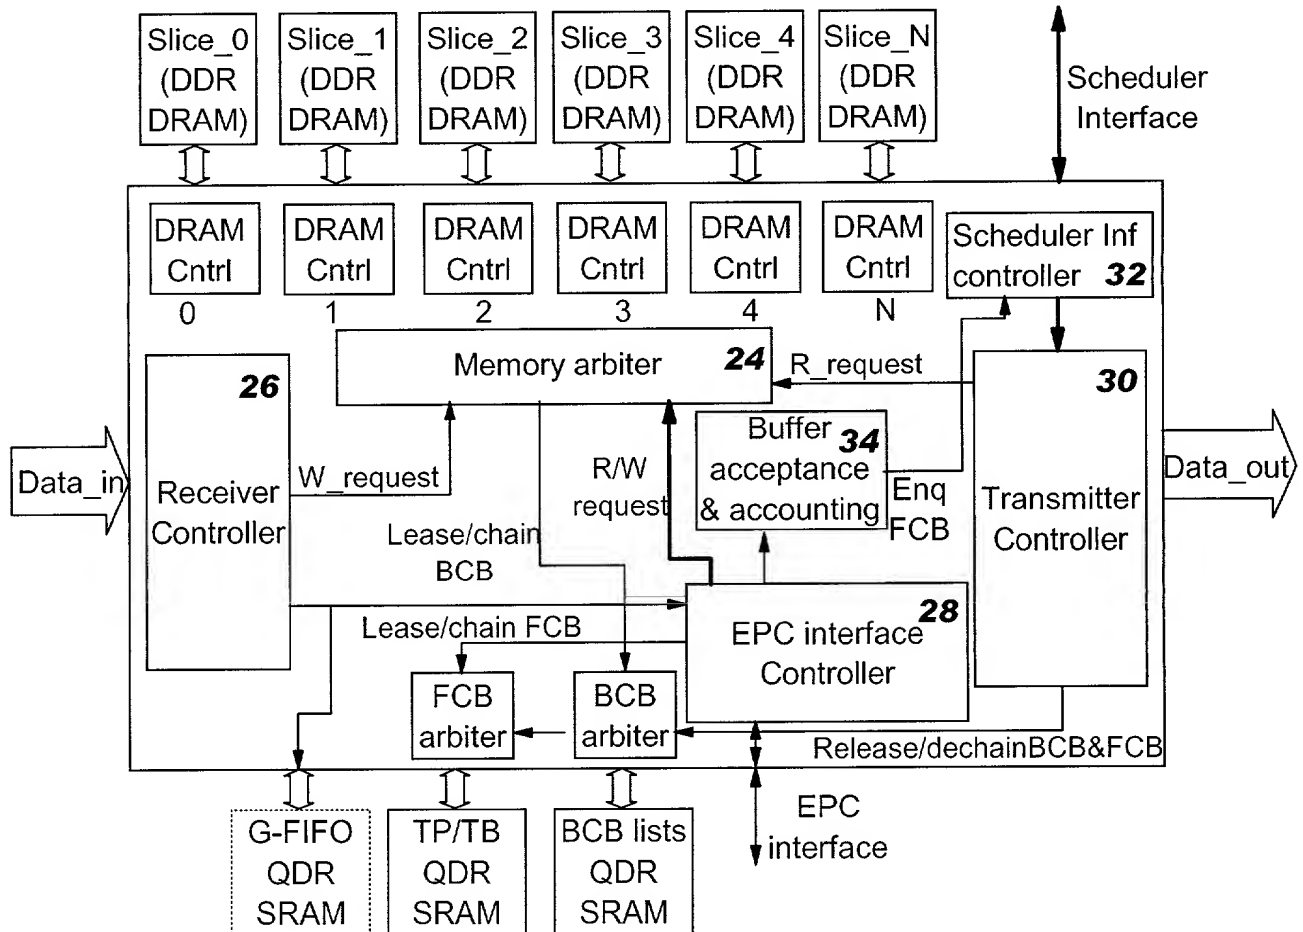 Slice_0
(DDR
DRAM)
Slice_1
(DDR
DRAM)
Slice_2
(DDR
DRAM)
Slice_3
(DDR
DRAM)
Slice_4
(DDR
DRAM)
Slice_N
(DDR
DRAM)
Scheduler
Interface
DRAM
Cntrl
0
DRAM
Cntrl
1
DRAM
Cntrl
2
DRAM
Cntrl
3
DRAM
Cntrl
4
DRAM
Cntrl
N
Scheduler Inf
controller 32
Memory arbiter 24
R_request
26
Receiver
Controller
Data_in
W_request
R/W
request
Buffer 34
acceptance
& accounting
Enq
FCB
30
Transmitter
Controller
Data_out
Lease/chain
BCB
Lease/chain FCB
28
EPC interface
Controller
FCB
arbiter
BCB
arbiter
Release/dechainBCB&FCB
G-FIFO
QDR
SRAM
TP/TB
QDR
SRAM
BCB lists
QDR
SRAM
EPC
interface